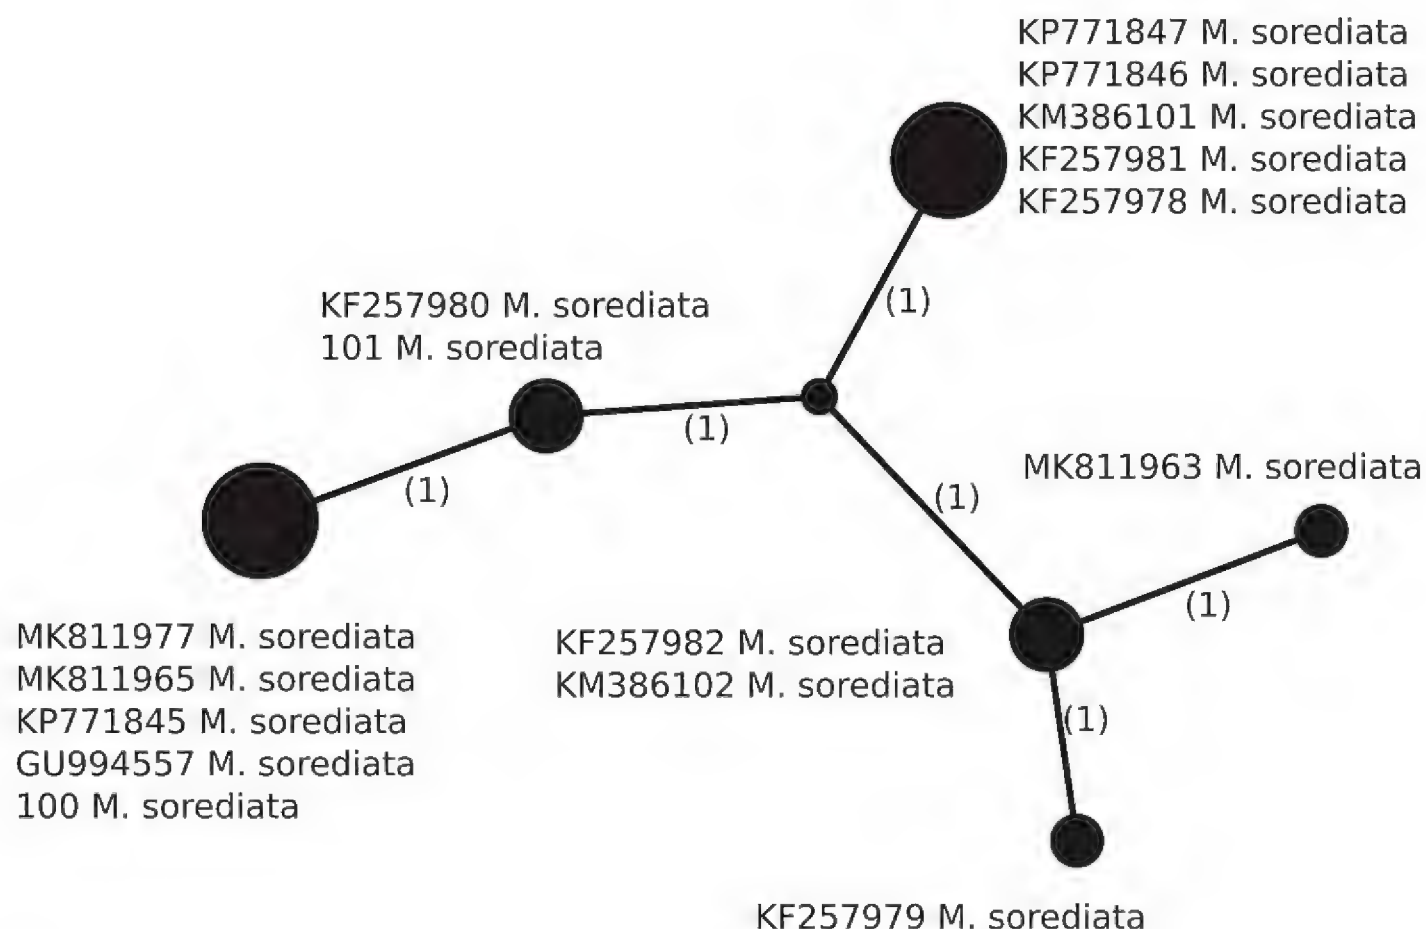 KP771847 M. sorediata
KP771846 M. sorediata
KM386101 M. sorediata
KF257981 M. sorediata
KF257978 M. sorediata
(1)
KF257980 M. sorediata
101 M. sorediata
(1)
(1)
MK811977 M. sorediata
MK811965 M. sorediata
KP771845 M. sorediata
GU994557 M. sorediata
100 M. sorediata
(1)
MK811963 M. sorediata
(1)
KF257982 M. sorediata
KM386102 M. sorediata
(1)
KF257979 M. sorediata